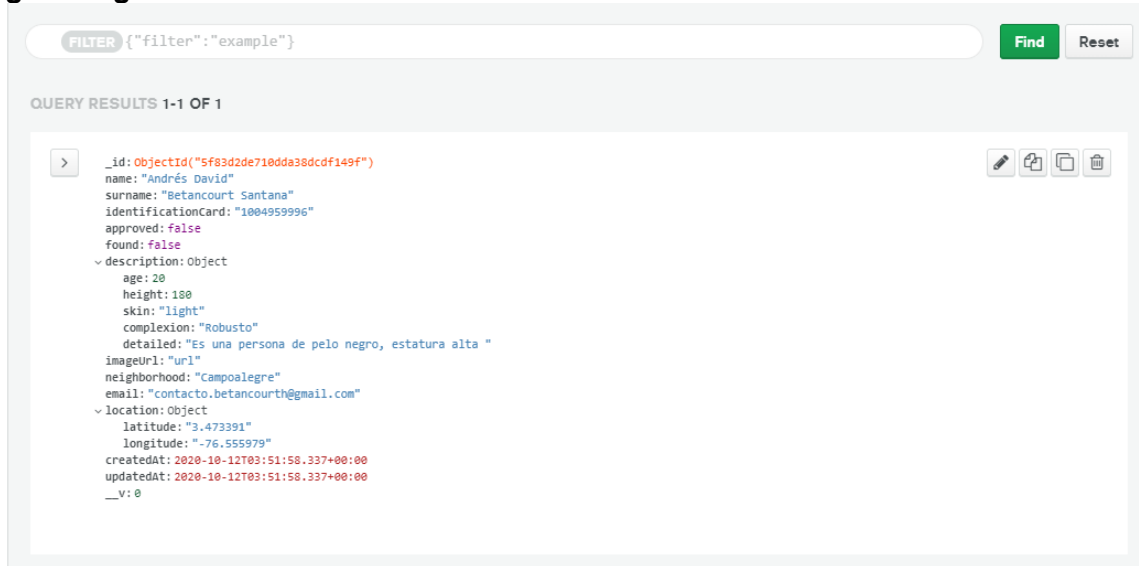 FILTER {"filter":"example"}
Find
Reset
QUERY RESULTS 1-1 OF 1
_id: ObjectId("5f83d2de710dda38dcdf149f")
name: "Andrés David"
surname: "Betancourt Santana"
identificationCard: "1004959996"
approved: false
found: false
description: Object
age: 20
height: 180
skin: "light"
complexion: "Robusto"
detailed: "Es una persona de pelo negro, estatura alta "
imageUrl: "url"
neighborhood: "Campoalegre"
email: "contacto.betancourth@gmail.com"
location: Object
latitude: "3.473391"
longitude: "-76.555979"
createdAt: 2020-10-12T03:51:58.337+00:00
updatedAt: 2020-10-12T03:51:58.337+00:00
__v: 0